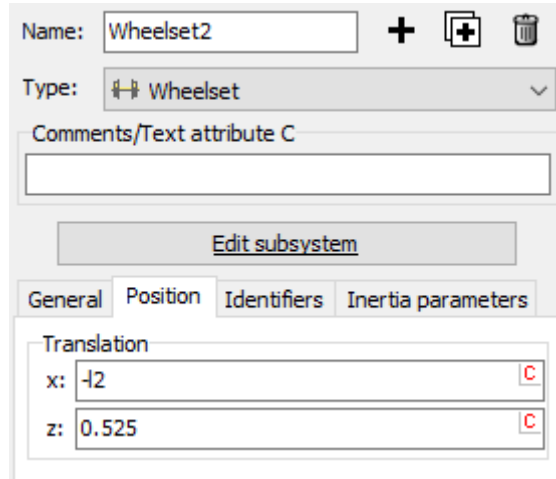 Name: Wheelset2
Type: Wheelset
Comments/Text attribute C
Edit subsystem
General Position Identifiers Inertia parameters
Translation
x: -l2 C
z: 0.525 C